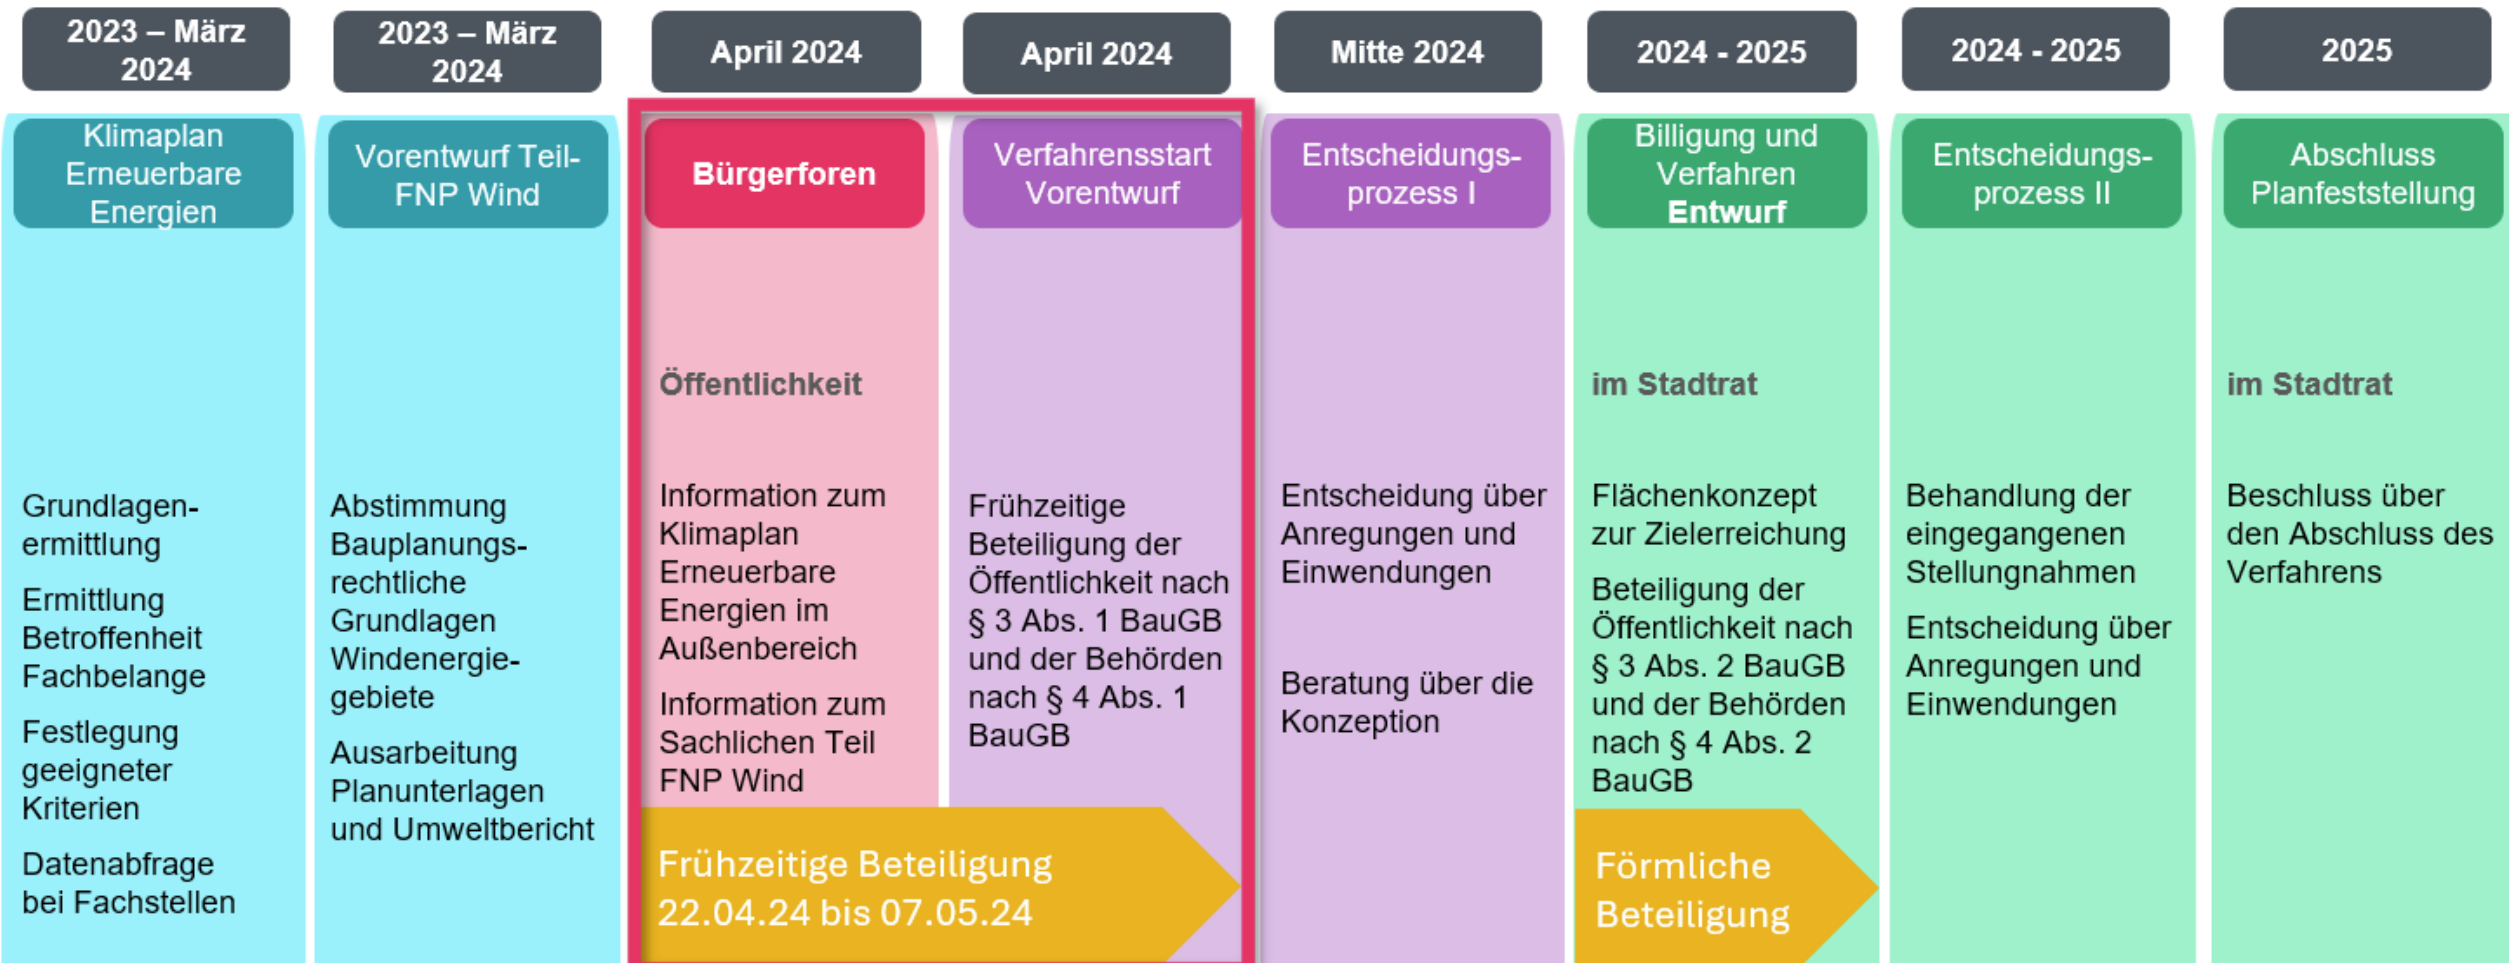 2023 – März
2024
2023 – März
2024
April 2024
April 2024
Mitte 2024
2024 - 2025
2024 - 2025
2025
Klimaplan
Erneuerbare
Energien
Vorentwurf Teil-
FNP Wind
Bürgerforen
Verfahrensstart
Vorentwurf
Entscheidungs-
prozess I
Billigung und
Verfahren
Entwurf
Entscheidungs-
prozess II
Abschluss
Planfeststellung
Grundlagen-
ermittlung
Ermittlung
Betroffenheit
Fachbelange
Festlegung
geeigneter
Kriterien
Datenabfrage
bei Fachstellen
Abstimmung
Bauplanungs-
rechtliche
Grundlagen
Windenergie-
gebiete
Ausarbeitung
Planunterlagen
und Umweltbericht
Öffentlichkeit
Information zum
Klimaplan
Erneuerbare
Energien im
Außenbereich
Information zum
Sachlichen Teil
FNP Wind
Frühzeitige
Beteiligung der
Öffentlichkeit nach
§ 3 Abs. 1 BauGB
und der Behörden
nach § 4 Abs. 1
BauGB
Frühzeitige Beteiligung
22.04.24 bis 07.05.24
Entscheidung über
Anregungen und
Einwendungen
Beratung über die
Konzeption
im Stadtrat
Flächenkonzept
zur Zielerreichung
Beteiligung der
Öffentlichkeit nach
§ 3 Abs. 2 BauGB
und der Behörden
nach § 4 Abs. 2
BauGB
Förmliche
Beteiligung
Behandlung der
eingegangenen
Stellungnahmen
Entscheidung über
Anregungen und
Einwendungen
im Stadtrat
Beschluss über
den Abschluss des
Verfahrens